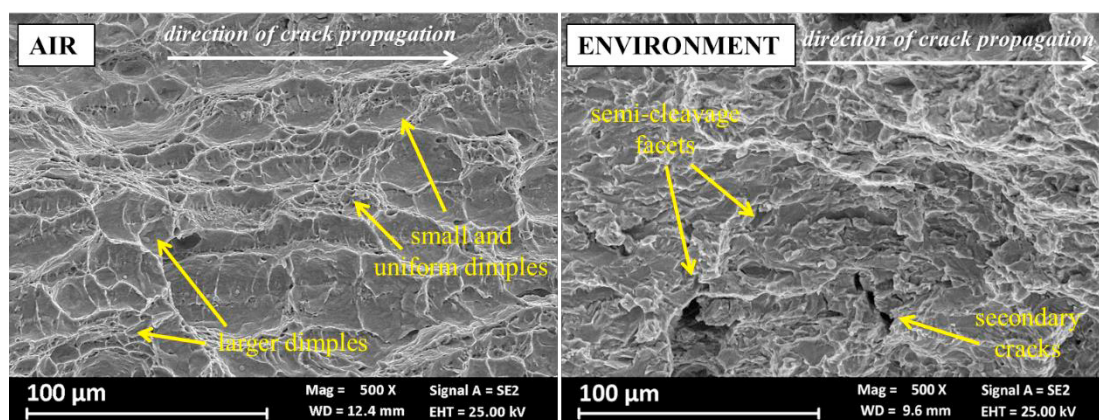 AIR
direction of crack propagation
small and
uniform dimples
larger dimples
100 µm
Mag = 500 X
Signal A = SE2
WD = 12.4 mm
EHT = 25.00 kV
ENVIRONMENT
direction of crack propagation
semi-cleavage
facets
secondary
cracks
100 µm
Mag = 500 X
Signal A = SE2
WD = 9.6 mm
EHT = 25.00 kV